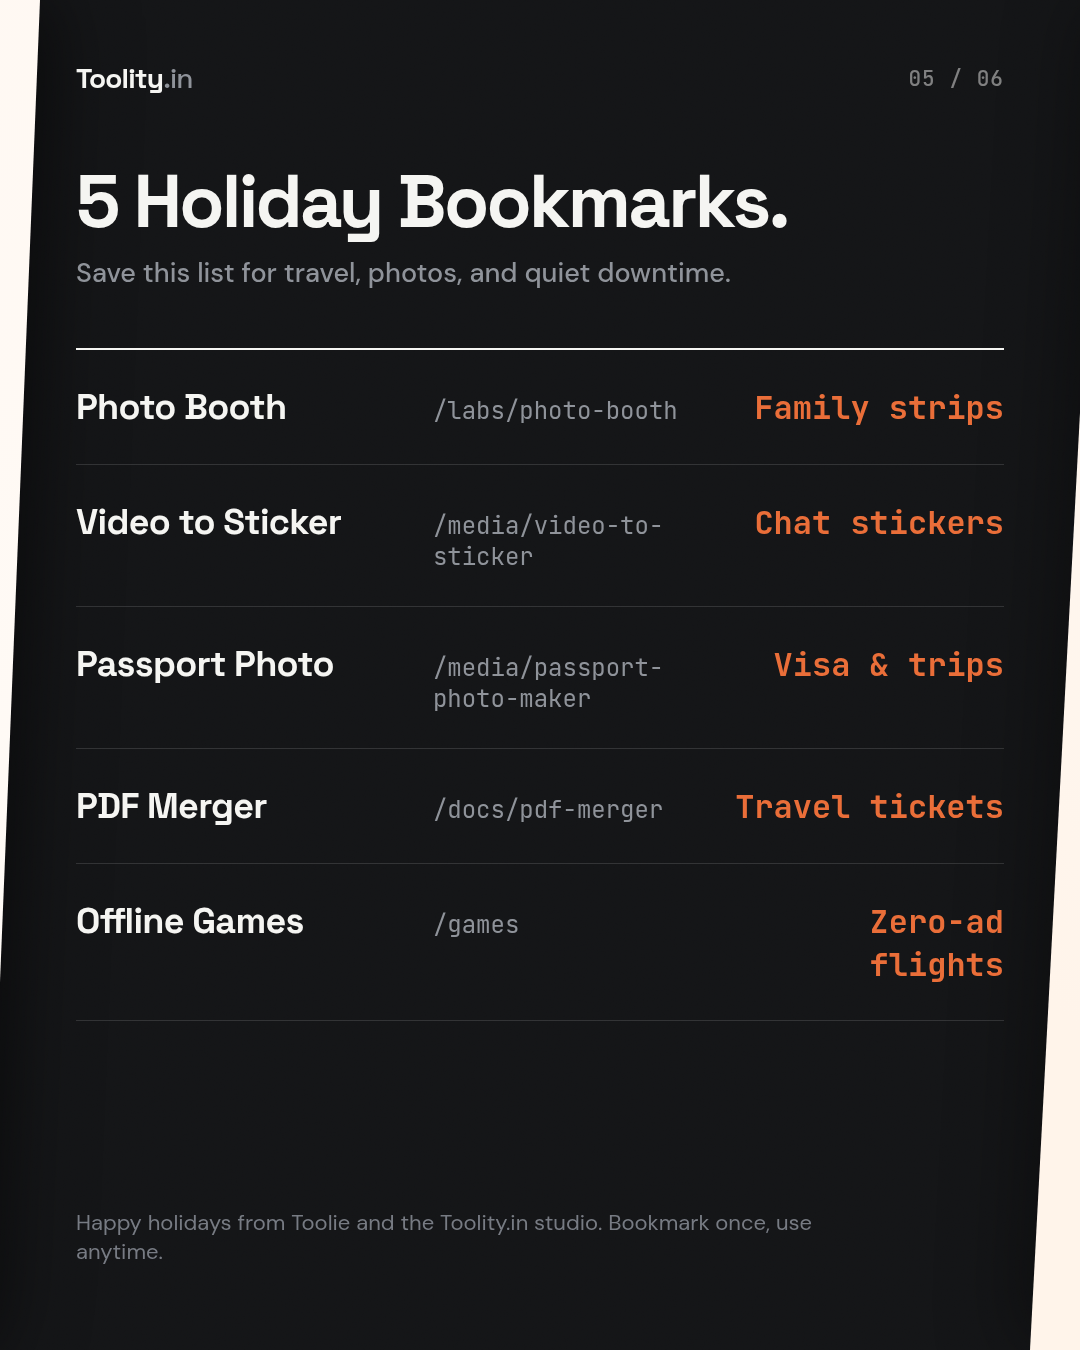 Toolity.in
05 / 06
5 Holiday Bookmarks.
Save this list for travel, photos, and quiet downtime.
Photo Booth /labs/photo-booth Family strips
Video to Sticker /media/video-to- Chat stickers
sticker
Passport Photo /media/passport- Visa & trips
photo-maker
PDF Merger /docs/pdf-merger Travel tickets
Offline Games /games Zero-ad
flights
Happy holidays from Toolie and the Toolity.in studio. Bookmark once, use
anytime.